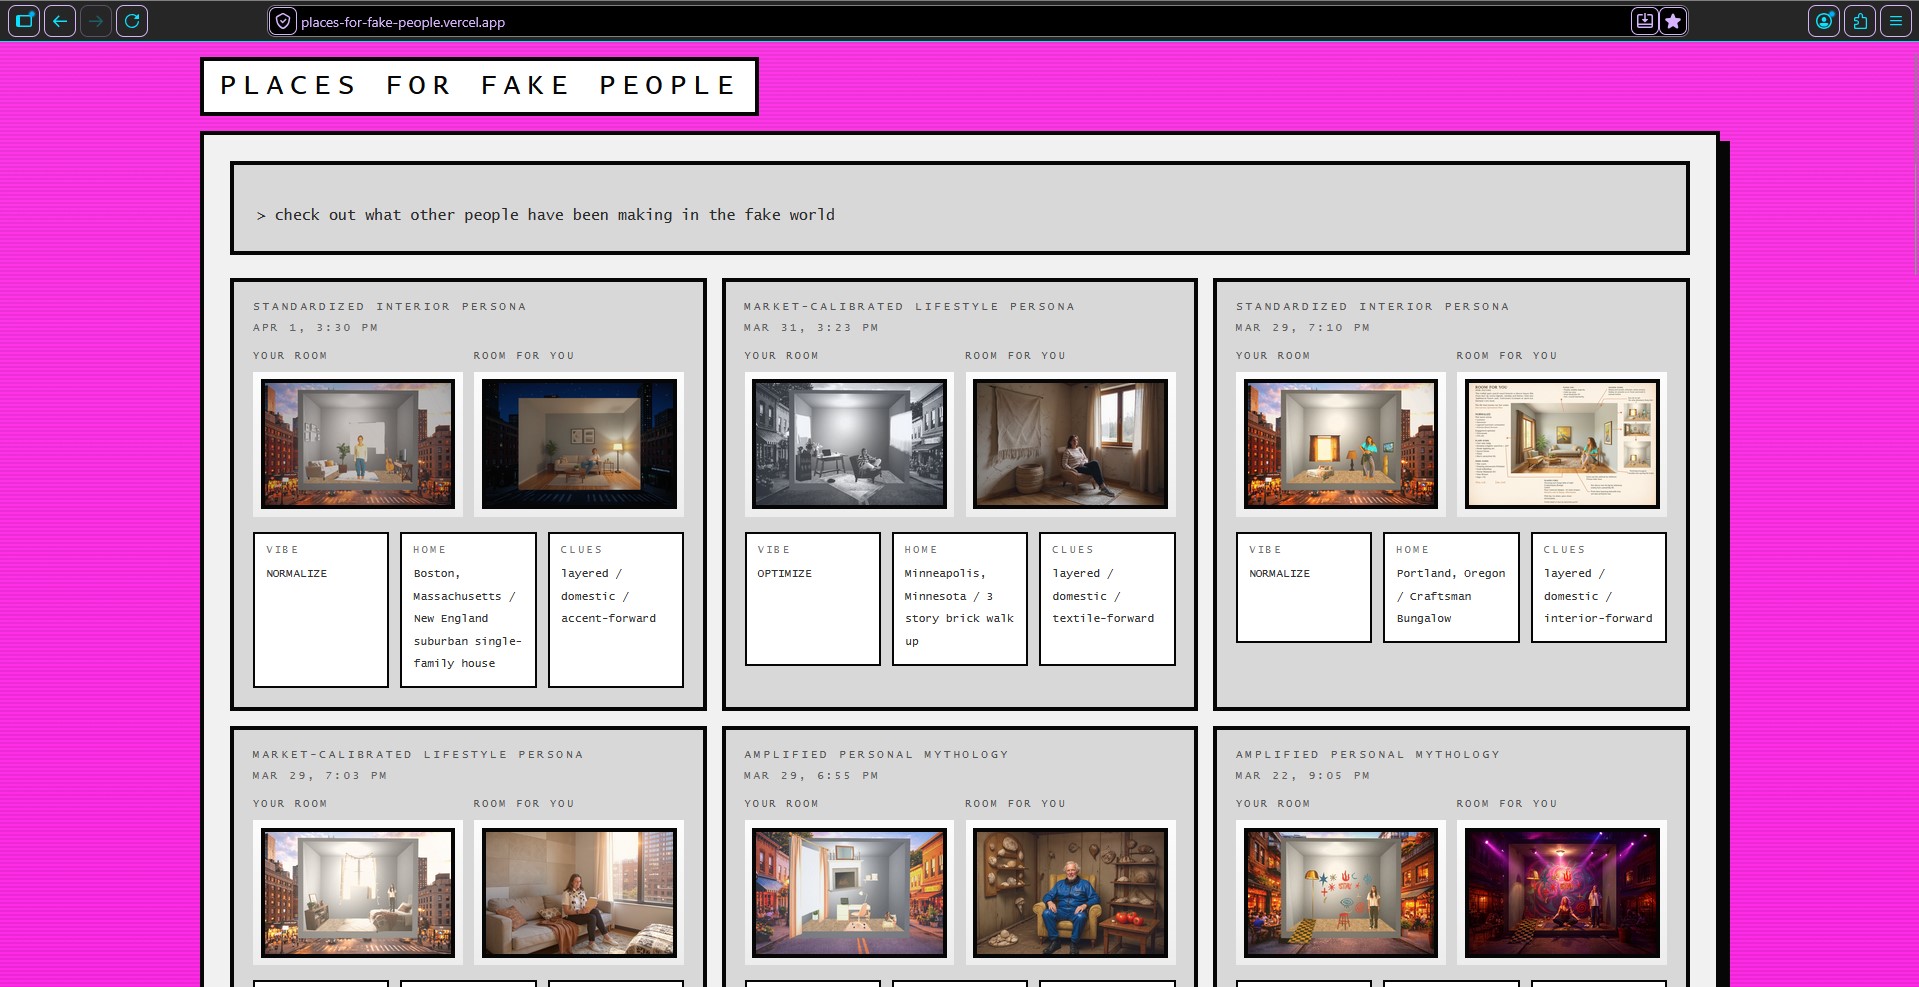 places-for-fake-people.vercel.app
PLACES FOR FAKE PEOPLE
> check out what other people have been making in the fake world
STANDARDIZED INTERIOR PERSONA
APR 1, 3:30 PM
YOUR ROOM
ROOM FOR YOU
VIBE
NORMALIZE
HOME
Boston,
Massachusetts /
New England
suburban single-
family house
CLUES
layered /
domestic /
accent-forward
MARKET-CALIBRATED LIFESTYLE PERSONA
MAR 31, 3:23 PM
YOUR ROOM
ROOM FOR YOU
VIBE
OPTIMIZE
HOME
Minneapolis,
Minnesota / 3
story brick walk
up
CLUES
layered /
domestic /
textile-forward
STANDARDIZED INTERIOR PERSONA
MAR 29, 7:10 PM
YOUR ROOM
ROOM FOR YOU
ROOM FOR YOU
VIBE
NORMALIZE
HOME
Portland, Oregon
/ Craftsman
Bungalow
CLUES
layered /
domestic /
interior-forward
MARKET-CALIBRATED LIFESTYLE PERSONA
MAR 29, 7:03 PM
YOUR ROOM
ROOM FOR YOU
AMPLIFIED PERSONAL MYTHOLOGY
MAR 29, 6:55 PM
YOUR ROOM
ROOM FOR YOU
AMPLIFIED PERSONAL MYTHOLOGY
MAR 22, 9:05 PM
YOUR ROOM
ROOM FOR YOU